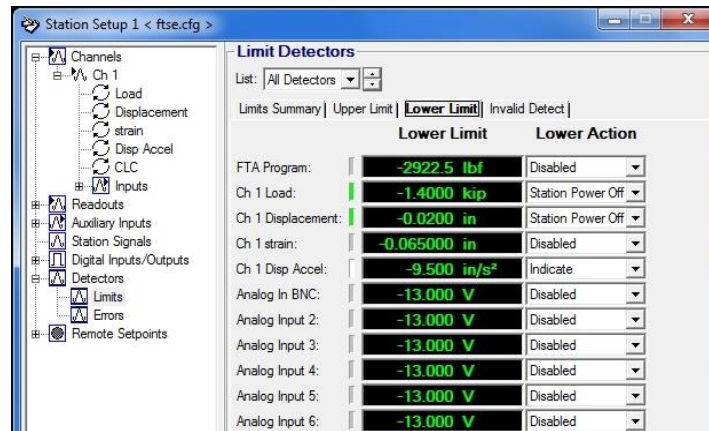 Station Setup 1 < ftse.cfg >
Channels
Ch 1
Load
Displacement
strain
Disp Accel
CLC
Inputs
Readouts
Auxiliary Inputs
Station Signals
Digital Inputs/Outputs
Detectors
Limits
Errors
Remote Setpoints
Limit Detectors
List: All Detectors
Limits Summary Upper Limit Lower Limit Invalid Detect
Lower Limit Lower Action
FTA Program: -2922.5 lbf Disabled
Ch 1 Load: -1.4000 kip Station Power Off
Ch 1 Displacement: -0.0200 in Station Power Off
Ch 1 strain: -0.065000 in Disabled
Ch 1 Disp Accel: -9.500 in/s² Indicate
Analog In BNC: -13.000 V Disabled
Analog Input 2: -13.000 V Disabled
Analog Input 3: -13.000 V Disabled
Analog Input 4: -13.000 V Disabled
Analog Input 5: -13.000 V Disabled
Analog Input 6: -13.000 V Disabled